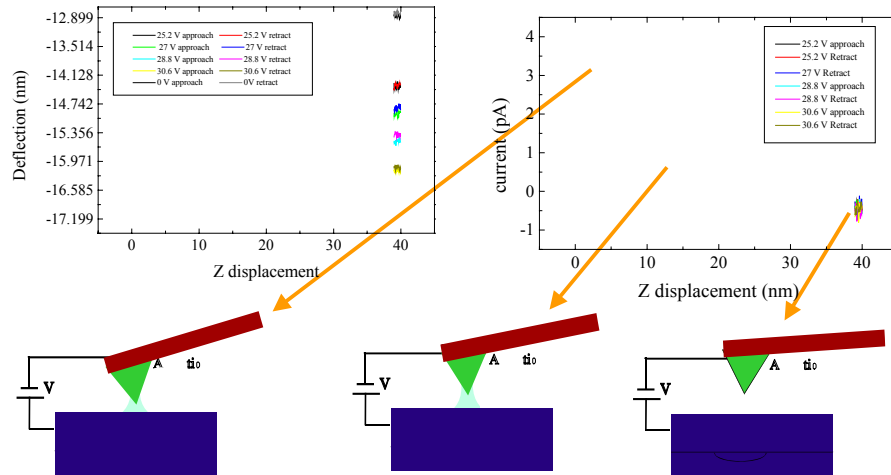 -12.899
-13.514
-14.128
-14.742
-15.356
-15.971
-16.585
-17.199
Deflection (nm)
25.2 V approach 25.2 V retract
27 V approach 27 V retract
28.8 V approach 28.8 V retract
30.6 V approach 30.6 V retract
0 V approach 0V retract
0 10 20 30 40
Z displacement
4
3
2
1
0
-1
current (pA)
25.2 V approach
25.2 V Retract
27 V Retract
28.8 V approach
28.8 V Retract
30.6 V approach
30.6 V Retract
0 10 20 30 40
Z displacement (nm)
A ti0
V
A ti0
V
A ti0
V